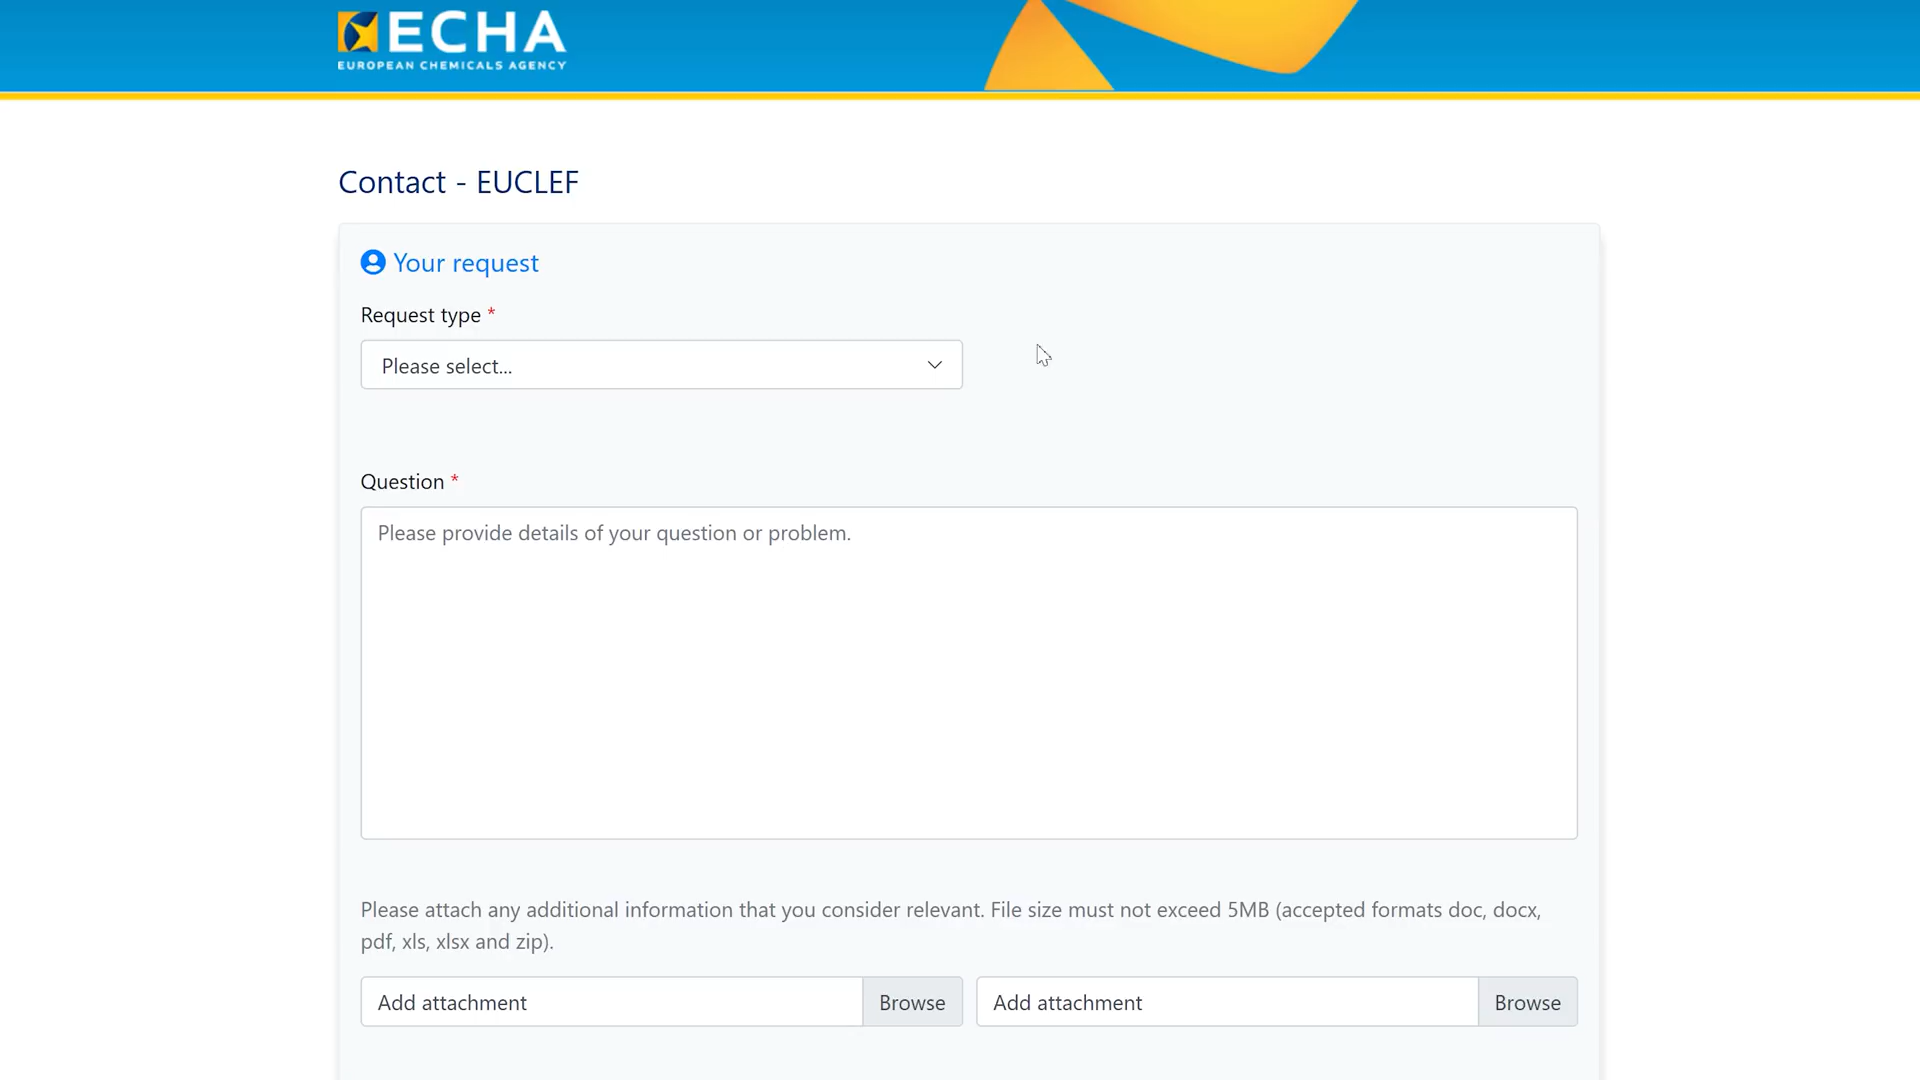 ECHA
EUROPEAN CHEMICALS AGENCY
Contact - EUCLEF
Your request
Request type *
Please select...
Question *
Please provide details of your question or problem.
Please attach any additional information that you consider relevant. File size must not exceed 5MB (accepted formats doc, docx,
pdf, xls, xlsx and zip).
Add attachment Browse Add attachment Browse